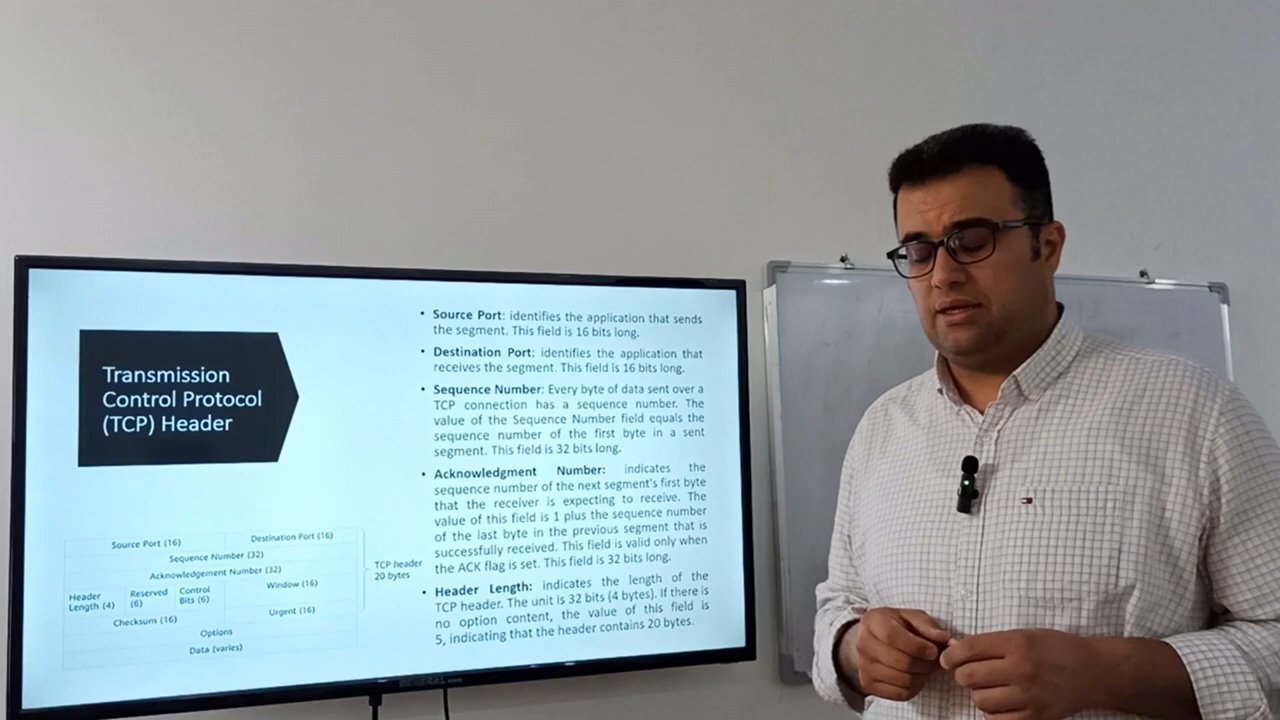 Transmission
Control Protocol
(TCP) Header
• Source Port: identifies the application that sends
the segment. This field is 16 bits long.
• Destination Port: identifies the application that
receives the segment. This field is 16 bits long.
• Sequence Number: Every byte of data sent over a
TCP connection has a sequence number. The
value of the Sequence Number field equals the
sequence number of the first byte in a sent
segment. This field is 32 bits long.
• Acknowledgment Number: indicates the
sequence number of the next segment's first byte
that the receiver is expecting to receive. The
value of this field is 1 plus the sequence number
of the last byte in the previous segment that is
successfully received. This field is valid only when
the ACK flag is set. This field is 32 bits long.
• Header Length: indicates the length of the
TCP header. The unit is 32 bits (4 bytes). If there is
no option content, the value of this field is
5, indicating that the header contains 20 bytes.
Source Port (16)
Destination Port (16)
Sequence Number (32)
Acknowledgement Number (32)
Header
Length (4)
Reserved
(6)
Control
Bits (6)
Window (16)
Checksum (16)
Urgent (16)
Options
Data (varies)
TCP header
20 bytes
GENERAL